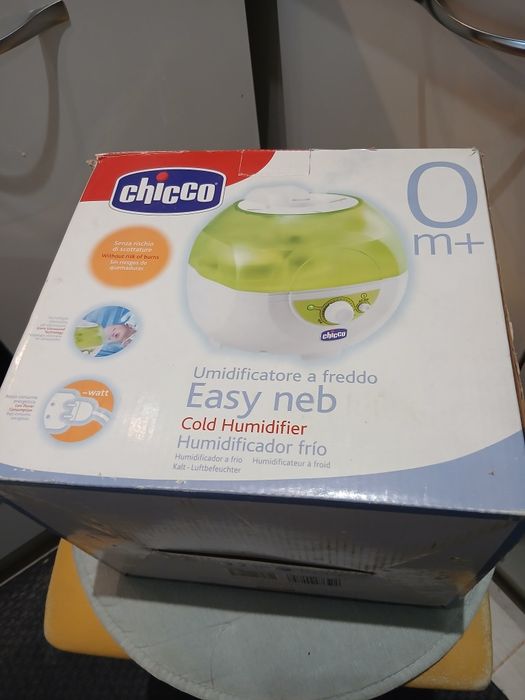 chicco
0
m+
Senza rischio
di scottature
Without risk of burns
Sin riesgos de
quemaduras
chicco
-watt
Umidificatore a freddo
Easy neb
Cold Humidifier
Humidificador frío
Humidificador a frio Humidificateur à froid
Kalt - Luftbefeuchter